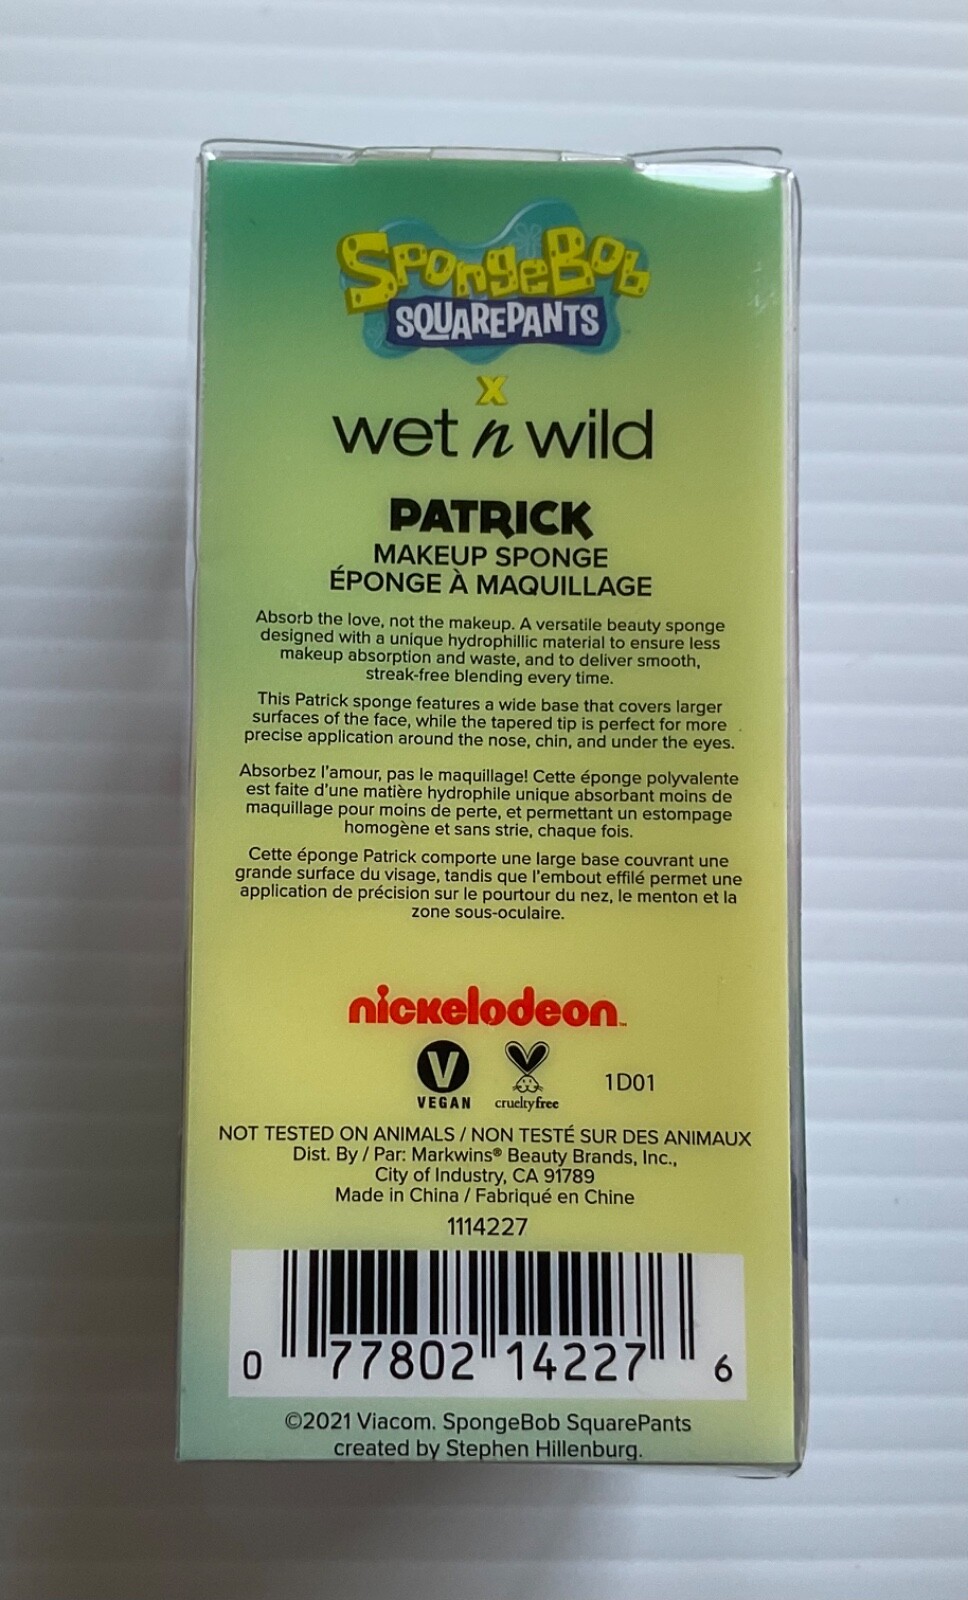 SpongeBob
SQUAREPANTS
X
wet n wild
PATRICK
MAKEUP SPONGE
ÉPONGE À MAQUILLAGE
Absorb the love, not the makeup. A versatile beauty sponge
designed with a unique hydrophillic material to ensure less
makeup absorption and waste, and to deliver smooth,
streak-free blending every time.
This Patrick sponge features a wide base that covers larger
surfaces of the face, while the tapered tip is perfect for more
precise application around the nose, chin, and under the eyes.
Absorbez l'amour, pas le maquillage! Cette éponge polyvalente
est faite d'une matière hydrophile unique absorbant moins de
maquillage pour moins de perte, et permettant un estompage
homogène et sans strie, chaque fois.
Cette éponge Patrick comporte une large base couvrant une
grande surface du visage, tandis que l'embout effilé permet une
application de précision sur le pourtour du nez, le menton et la
zone sous-oculaire.
nickelodeon™
V
VEGAN
crueltyfree
1D01
NOT TESTED ON ANIMALS / NON TESTÉ SUR DES ANIMAUX
Dist. By / Par: Markwins® Beauty Brands, Inc.,
City of Industry, CA 91789
Made in China / Fabriqué en Chine
1114227
0 77802 14227 6
©2021 Viacom. SpongeBob SquarePants
created by Stephen Hillenburg.